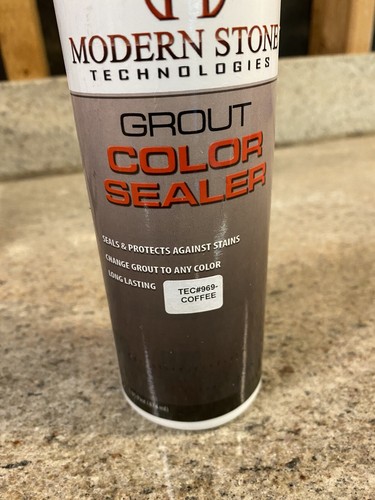 MODERN STONE
TECHNOLOGIES
GROUT
COLOR
SEALER
SEALS & PROTECTS AGAINST STAINS
CHANGE GROUT TO ANY COLOR
LONG LASTING
TEC#969-
COFFEE